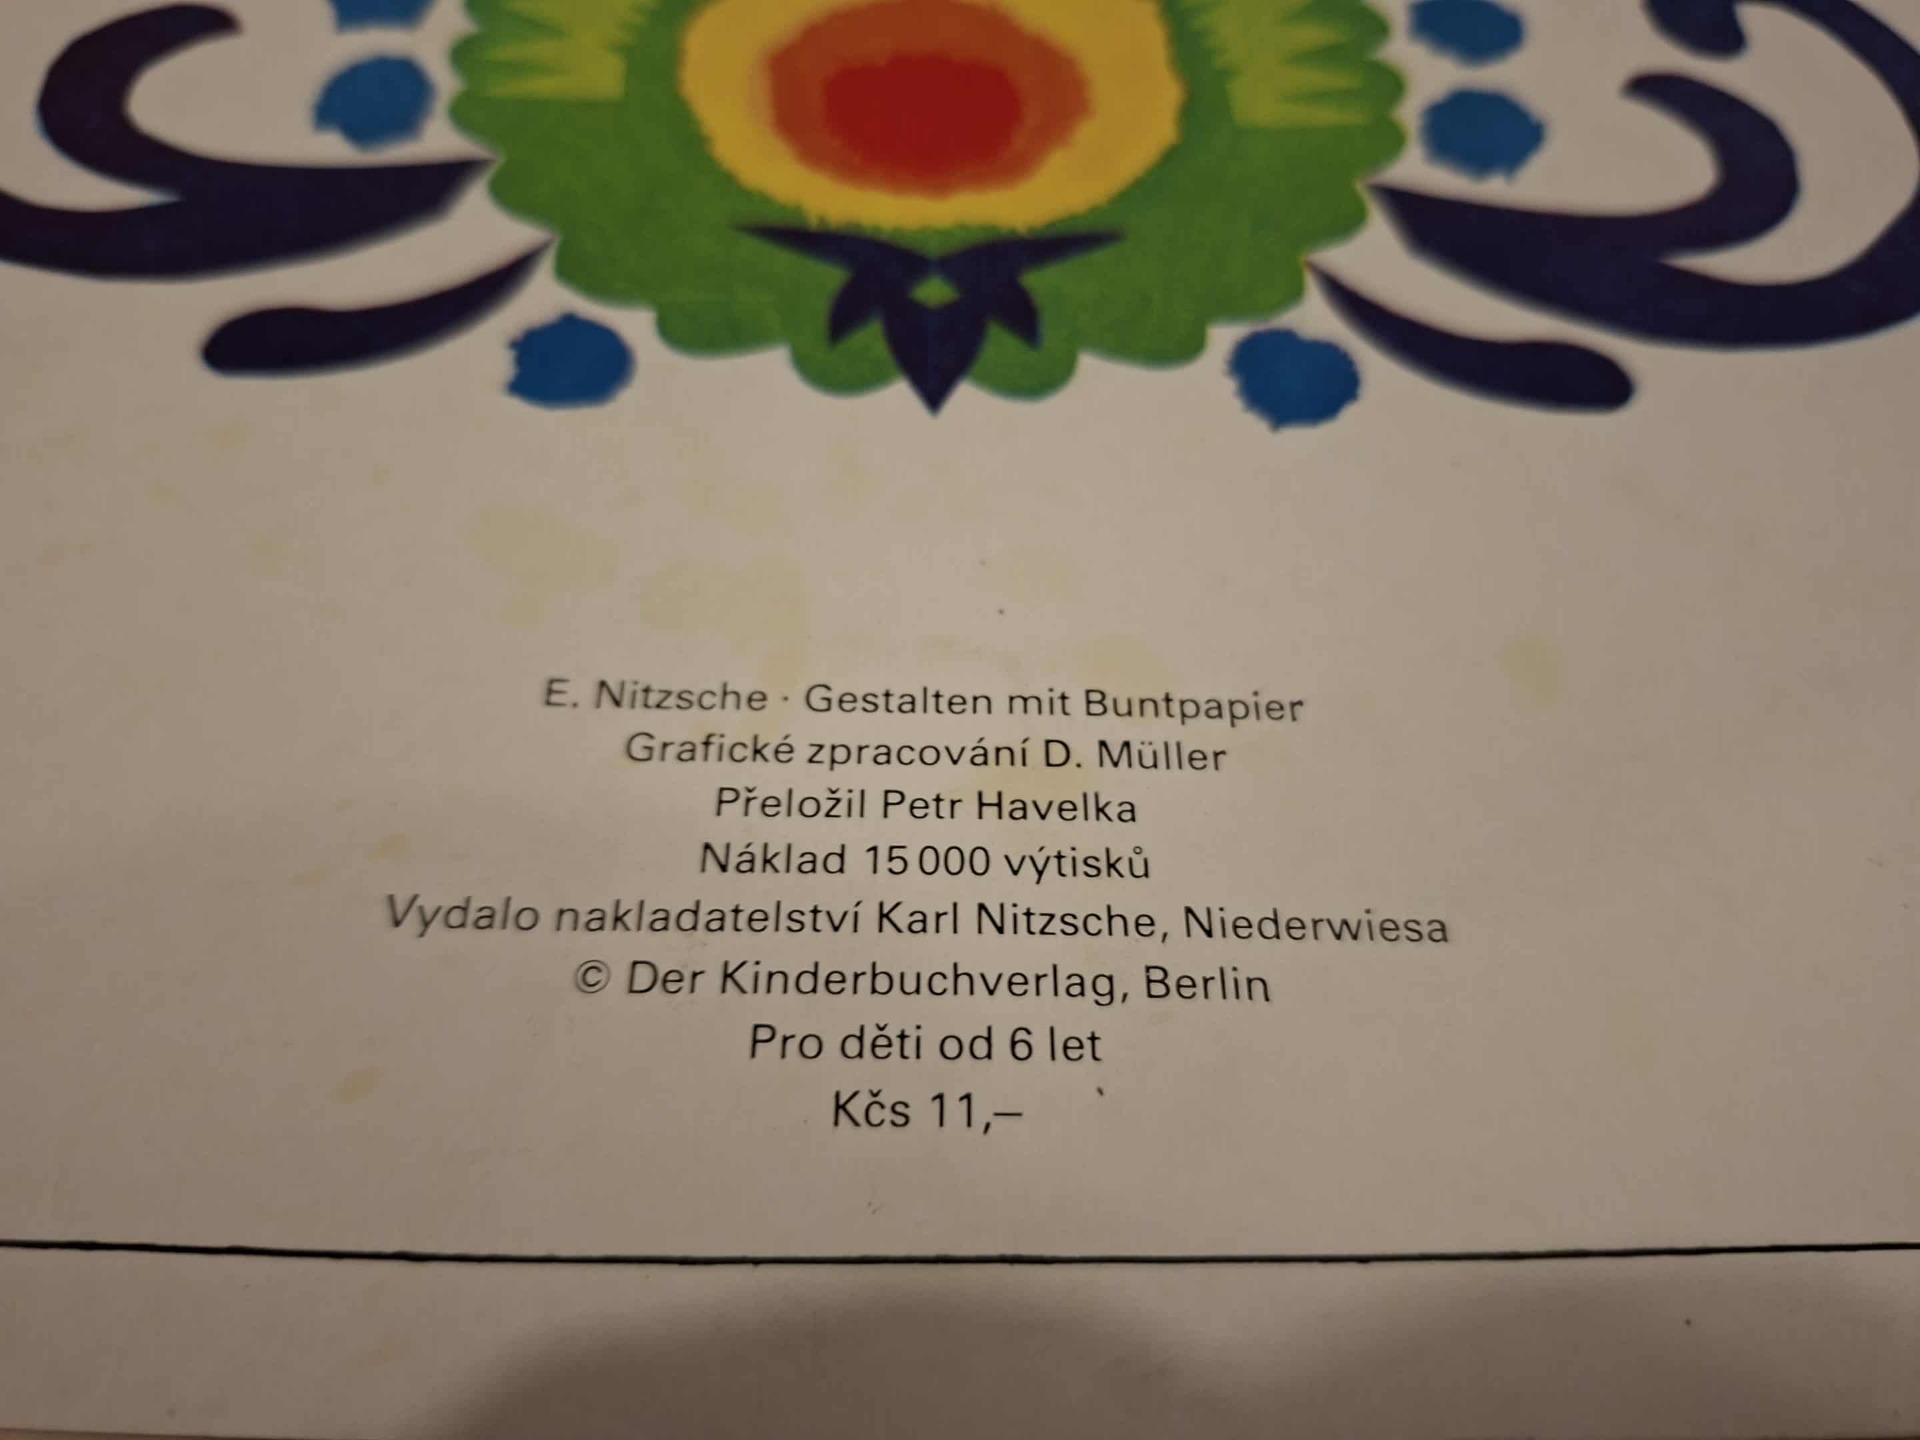 E. Nitzsche · Gestalten mit Buntpapier
Grafické zpracování D. Müller
Přeložil Petr Havelka
Náklad 15 000 výtisků
Vydalo nakladatelství Karl Nitzsche, Niederwiesa
© Der Kinderbuchverlag, Berlin
Pro děti od 6 let
Kčs 11,–